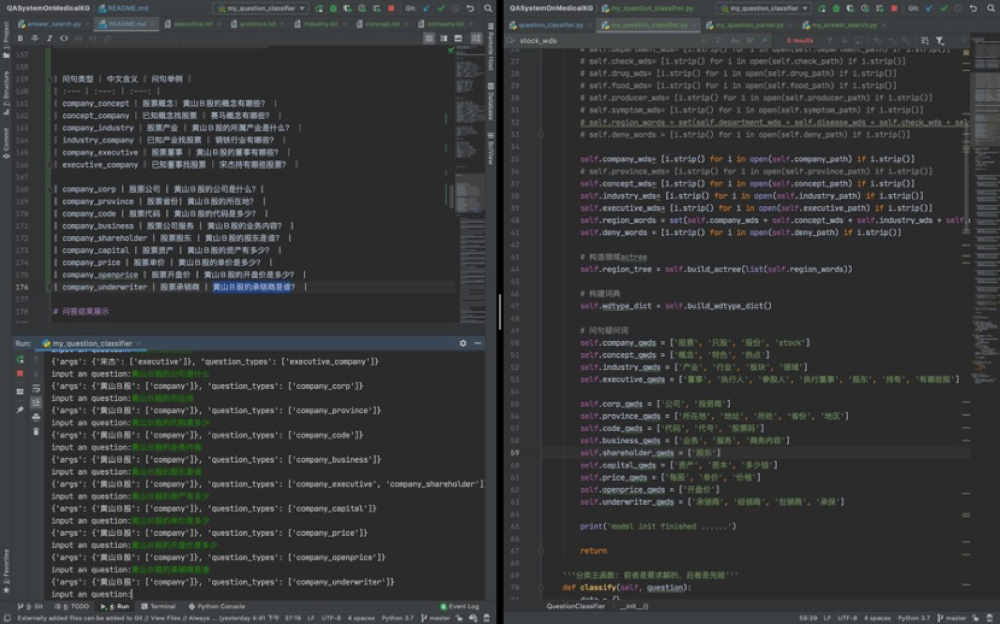 QASystemOnMedicalKG
README.md
my_question_classifier
Git:
answer_search.py
README.md
executive.txt
province.txt
industry.txt
concept.txt
company.txt
157
158
| 问句类型 | 中文含义 | 问句举例 |
| :--- | :---: | :---: |
161 | company_concept | 股票概念| 黄山B股的概念有哪些? |
| concept_company | 已知概念找股票 | 赛马概念有哪些? |
163 | company_industry | 股票产业 | 黄山B股的所属产业是什么? |
164 | industry_company | 已知产业找股票 | 钢铁行业有哪些? |
165 | company_executive | 股票董事 | 黄山B股的董事有哪些? |
166 | executive_company | 已知董事找股票 | 宋杰持有哪些股票? |
168 | company_corp | 股票公司 | 黄山B股的公司是什么? |
| company_province | 股票省份| 黄山B股的所在地? |
170 | company_code | 股票代码 | 黄山B股的代码是多少? |
171 | company_business | 股票公司服务 | 黄山B股的业务内容? |
172 | company_shareholder | 股票股东 | 黄山B股的股东是谁? |
173 | company_capital | 股票资产 | 黄山B股的资产有多少? |
174 | company_price | 股票单价 | 黄山B股的单价是多少? |
175 | company_openprice | 股票开盘价 | 黄山B股的开盘价是多少? |
176 | company_underwriter | 股票承销商 | 黄山B股的承销商是谁? |
177
178 # 问答结果展示
Run: my_question_classifier
{'args': {'宋杰': ['executive']}, 'question_types': ['executive_company']}
input an question:黄山B股的公司是什么
{'args': {'黄山B股': ['company']}, 'question_types': ['company_corp']}
input an question:黄山B股的所在地
{'args': {'黄山B股': ['company']}, 'question_types': ['company_province']}
input an question:黄山B股的代码是多少
{'args': {'黄山B股': ['company']}, 'question_types': ['company_code']}
input an question:黄山B股的业务内容
{'args': {'黄山B股': ['company']}, 'question_types': ['company_business']}
input an question:黄山B股的股东是谁
{'args': {'黄山B股': ['company']}, 'question_types': ['company_executive', 'company_shareholder']}
input an question:黄山B股的资产有多少
{'args': {'黄山B股': ['company']}, 'question_types': ['company_capital']}
input an question:黄山B股的单价是多少
{'args': {'黄山B股': ['company']}, 'question_types': ['company_price']}
input an question:黄山B股的开盘价是多少
{'args': {'黄山B股': ['company']}, 'question_types': ['company_openprice']}
input an question:黄山B股的承销商是谁
{'args': {'黄山B股': ['company']}, 'question_types': ['company_underwriter']}
input an question:
9: Git 6: TODO 4: Run Terminal Python Console Event Log
Externally added files can be added to Git // View Files // Always ... (yesterday 4:41 下午 37:19 LF UTF-8 4 spaces Python 3.7 master
QASystemOnMedicalKG
my_question_classifier.py
my_question_classifier
Git:
question_classifier.py
my_question_classifier.py
my_question_parser.py
my_answer_search.py
stock_wds
0 results
27 # self.check_wds= [i.strip() for i in open(self.check_path) if i.strip()]
28 # self.drug_wds= [i.strip() for i in open(self.drug_path) if i.strip()]
29 # self.food_wds= [i.strip() for i in open(self.food_path) if i.strip()]
30 # self.producer_wds= [i.strip() for i in open(self.producer_path) if i.strip()]
31 # self.symptom_wds= [i.strip() for i in open(self.symptom_path) if i.strip()]
32 # self.region_words = set(self.department_wds + self.disease_wds + self.check_wds +
33 # self.deny_words = [i.strip() for i in open(self.deny_path) if i.strip()]
35 self.company_wds= [i.strip() for i in open(self.company_path) if i.strip()]
36 # self.province_wds= [i.strip() for i in open(self.province_path) if i.strip()]
37 self.concept_wds= [i.strip() for i in open(self.concept_path) if i.strip()]
38 self.industry_wds= [i.strip() for i in open(self.industry_path) if i.strip()]
39 self.executive_wds= [i.strip() for i in open(self.executive_path) if i.strip()]
40 self.region_words = set(self.company_wds + self.concept_wds + self.industry_wds +
41 self.deny_words = [i.strip() for i in open(self.deny_path) if i.strip()]
43 # 构造领域actree
44 self.region_tree = self.build_actree(list(self.region_words))
46 # 构建词典
47 self.wdtype_dict = self.build_wdtype_dict()
49 # 问句疑问词
50 self.company_qwds = ['股票', '只股', '股份', 'stock']
51 self.concept_qwds = ['概念', '特色', '热点']
52 self.industry_qwds = ['产业', '行业', '板块', '领域']
53 self.executive_qwds = ['董事', '执行人', '参股人', '执行董事', '股东', '持有', '有哪些股']
55 self.corp_qwds = ['公司', '投资商']
56 self.province_qwds = ['所在地', '地址', '所处', '省份', '地区']
57 self.code_qwds = ['代码', '代号', '股票码']
58 self.business_qwds = ['业务', '服务', '商务内容']
59 self.shareholder_qwds = ['股东']
60 self.capital_qwds = ['资产', '资本', '多少钱']
61 self.price_qwds = ['每股', '单价', '价格']
62 self.openprice_qwds = ['开盘价']
63 self.underwriter_qwds = ['承销商', '经销商', '包销商', '承保']
65 print('model init finished ......')
67 return
69 '''分类主函数: 前者是要求解的, 后者是先验'''
70 def classify(self, question):
data = {}
QuestionClassifier __init__()
59:39 LF UTF-8 4 spaces Python 3.7 master